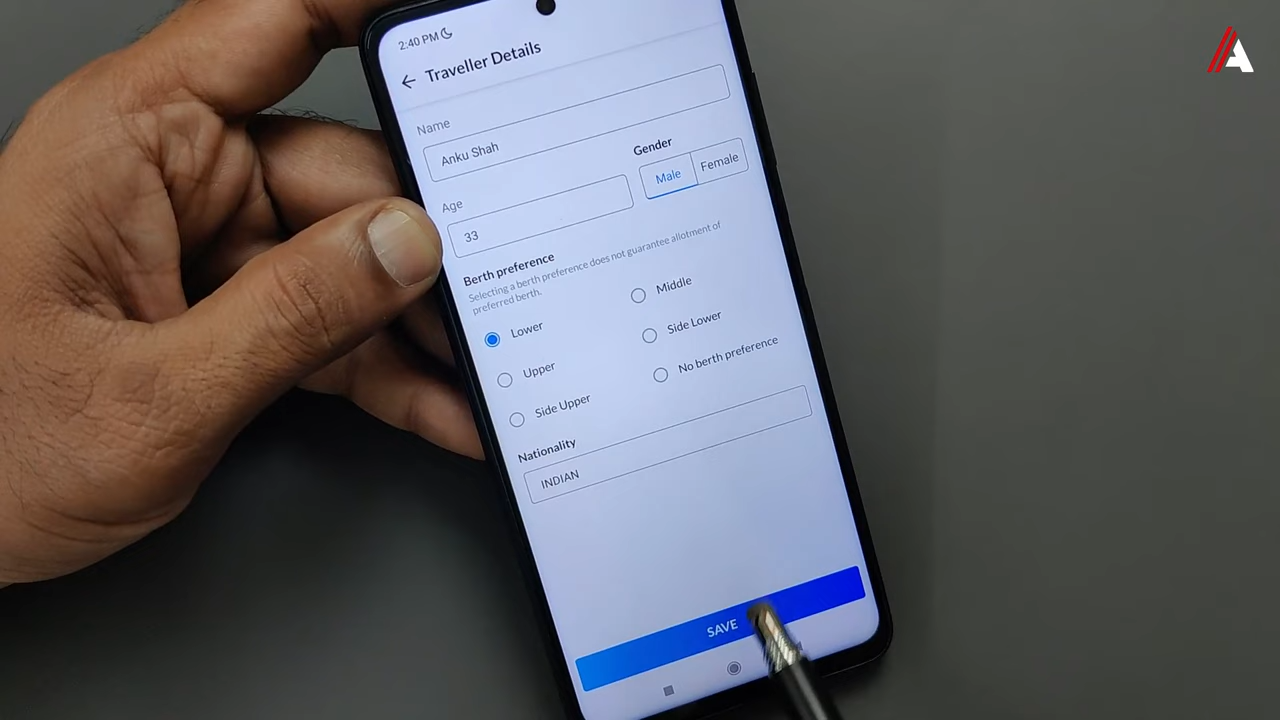 2:40 PM
Traveller Details
Name
Anku Shah
Gender
Male
Female
Age
33
Berth preference
Selecting a berth preference does not guarantee allotment of
preferred berth.
Lower
Middle
Upper
Side Lower
Side Upper
No berth preference
Nationality
INDIAN
SAVE